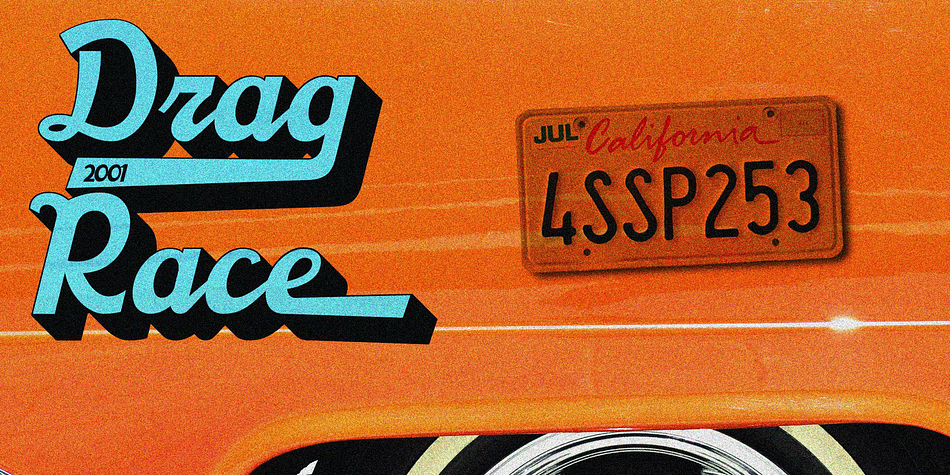 Drag
2001
Race
JUL California
4SSP253